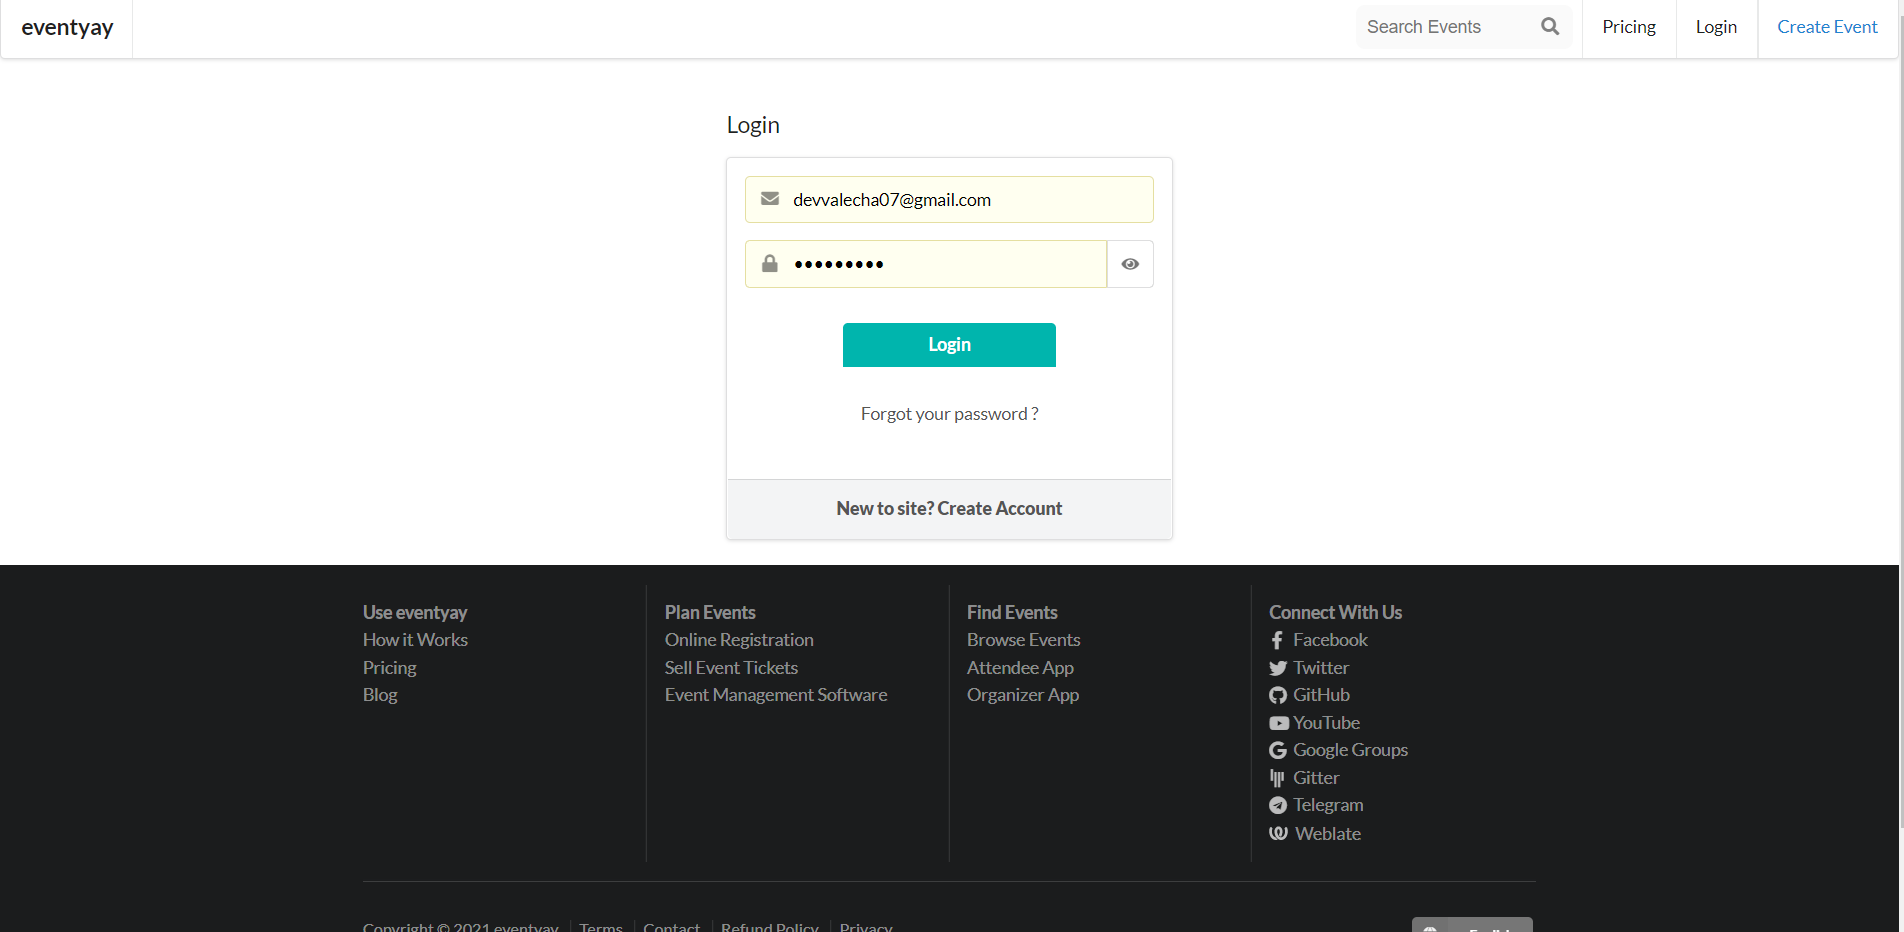 eventyay
Search Events
Pricing
Login
Create Event
Login
devvalecha07@gmail.com
•••••••••
Login
Forgot your password ?
New to site? Create Account
Use eventyay
How it Works
Pricing
Blog
Plan Events
Online Registration
Sell Event Tickets
Event Management Software
Find Events
Browse Events
Attendee App
Organizer App
Connect With Us
Facebook
Twitter
GitHub
YouTube
Google Groups
Gitter
Telegram
Weblate
Copyright © 2021 eventyay
Terms
Contact
Refund Policy
Privacy